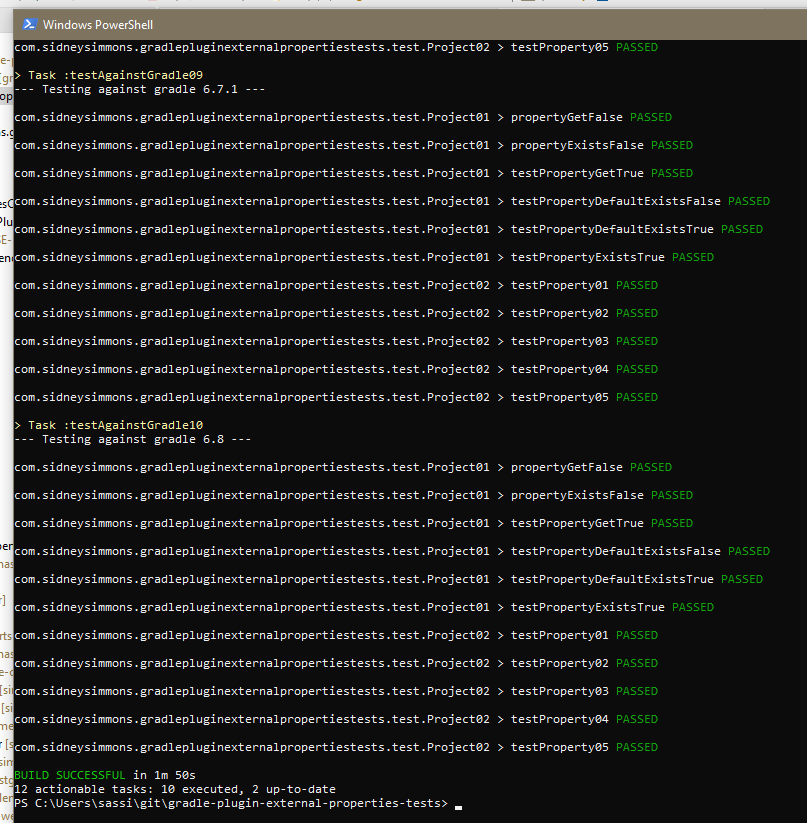 Windows PowerShell
com.sidneysimmons.gradlepluginexternalpropertiestests.test.Project02 > testProperty05 PASSED
> Task :testAgainstGradle09
--- Testing against gradle 6.7.1 ---
com.sidneysimmons.gradlepluginexternalpropertiestests.test.Project01 > propertyGetFalse PASSED
com.sidneysimmons.gradlepluginexternalpropertiestests.test.Project01 > propertyExistsFalse PASSED
com.sidneysimmons.gradlepluginexternalpropertiestests.test.Project01 > testPropertyGetTrue PASSED
com.sidneysimmons.gradlepluginexternalpropertiestests.test.Project01 > testPropertyDefaultExistsFalse PASSED
com.sidneysimmons.gradlepluginexternalpropertiestests.test.Project01 > testPropertyDefaultExistsTrue PASSED
com.sidneysimmons.gradlepluginexternalpropertiestests.test.Project01 > testPropertyExistsTrue PASSED
com.sidneysimmons.gradlepluginexternalpropertiestests.test.Project02 > testProperty01 PASSED
com.sidneysimmons.gradlepluginexternalpropertiestests.test.Project02 > testProperty02 PASSED
com.sidneysimmons.gradlepluginexternalpropertiestests.test.Project02 > testProperty03 PASSED
com.sidneysimmons.gradlepluginexternalpropertiestests.test.Project02 > testProperty04 PASSED
com.sidneysimmons.gradlepluginexternalpropertiestests.test.Project02 > testProperty05 PASSED
> Task :testAgainstGradle10
--- Testing against gradle 6.8 ---
com.sidneysimmons.gradlepluginexternalpropertiestests.test.Project01 > propertyGetFalse PASSED
com.sidneysimmons.gradlepluginexternalpropertiestests.test.Project01 > propertyExistsFalse PASSED
com.sidneysimmons.gradlepluginexternalpropertiestests.test.Project01 > testPropertyGetTrue PASSED
com.sidneysimmons.gradlepluginexternalpropertiestests.test.Project01 > testPropertyDefaultExistsFalse PASSED
com.sidneysimmons.gradlepluginexternalpropertiestests.test.Project01 > testPropertyDefaultExistsTrue PASSED
com.sidneysimmons.gradlepluginexternalpropertiestests.test.Project01 > testPropertyExistsTrue PASSED
com.sidneysimmons.gradlepluginexternalpropertiestests.test.Project02 > testProperty01 PASSED
com.sidneysimmons.gradlepluginexternalpropertiestests.test.Project02 > testProperty02 PASSED
com.sidneysimmons.gradlepluginexternalpropertiestests.test.Project02 > testProperty03 PASSED
com.sidneysimmons.gradlepluginexternalpropertiestests.test.Project02 > testProperty04 PASSED
com.sidneysimmons.gradlepluginexternalpropertiestests.test.Project02 > testProperty05 PASSED
BUILD SUCCESSFUL in 1m 50s
12 actionable tasks: 10 executed, 2 up-to-date
PS C:\Users\sassi\git\gradle-plugin-external-properties-tests>